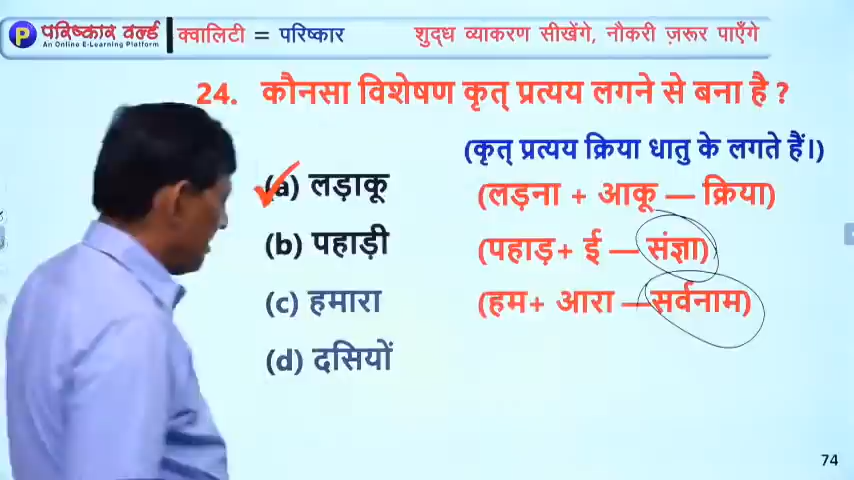 P परिष्कार वर्ल्ड
An Online E-Learning Platform
क्वालिटी = परिष्कार
शुद्ध व्याकरण सीखेंगे, नौकरी ज़रूर पाएँगे
24. कौनसा विशेषण कृत् प्रत्यय लगने से बना है ?
(कृत् प्रत्यय क्रिया धातु के लगते हैं।)
(a) लड़ाकू (लड़ना + आकू — क्रिया)
(b) पहाड़ी (पहाड़+ ई — संज्ञा)
(c) हमारा (हम+ आरा —सर्वनाम)
(d) दसियों
74